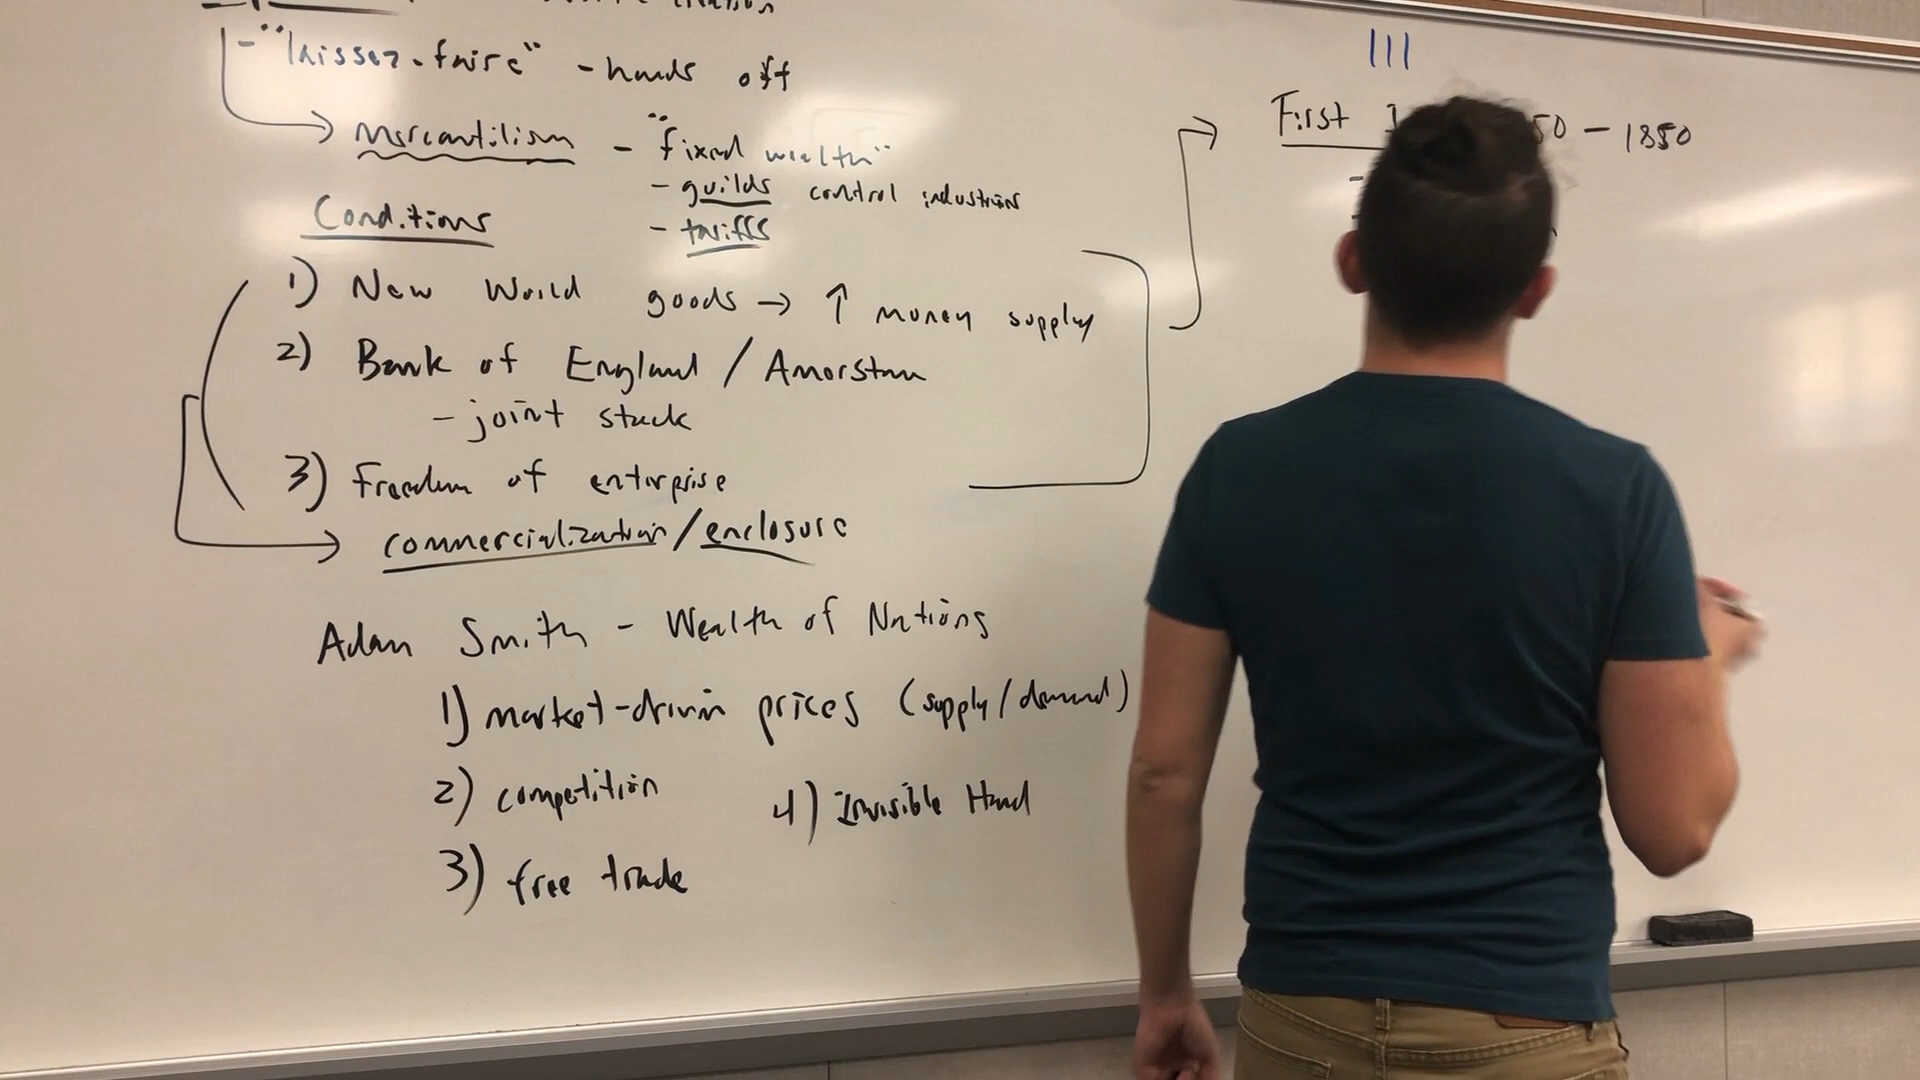 - "laissez-faire" - hands off
→ Mercantilism - "fixed wealth"
- guilds control industries
- tariffs
Conditions
1) New World goods → ↑ money supply
2) Bank of England / Amorstam
- joint stock
3) Freedom of enterprise
→ commercialization/enclosure
Adam Smith - Wealth of Nations
1) market-driven prices (supply/demand)
2) competition
4) Invisible Hand
3) free trade
III
First
50 - 1850